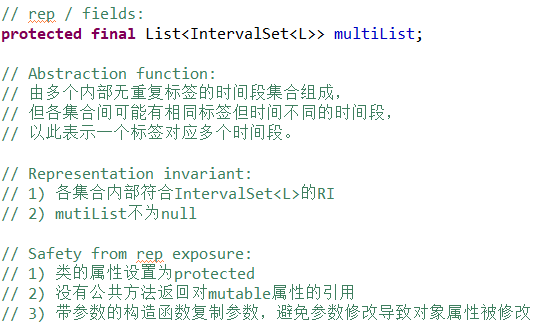 // rep / fields:
protected final List<IntervalSet<L>> multiList;
// Abstraction function:
// 由多个内部无重复标签的时间段集合组成，
// 但各集合间可能有相同标签但时间不同的时间段，
// 以此表示一个标签对应多个时间段。
// Representation invariant:
// 1) 各集合内部符合IntervalSet<L>的RI
// 2) mutiList不为null
// Safety from rep exposure:
// 1) 类的属性设置为protected
// 2) 没有公共方法返回对mutable属性的引用
// 3) 带参数的构造函数复制参数，避免参数修改导致对象属性被修改